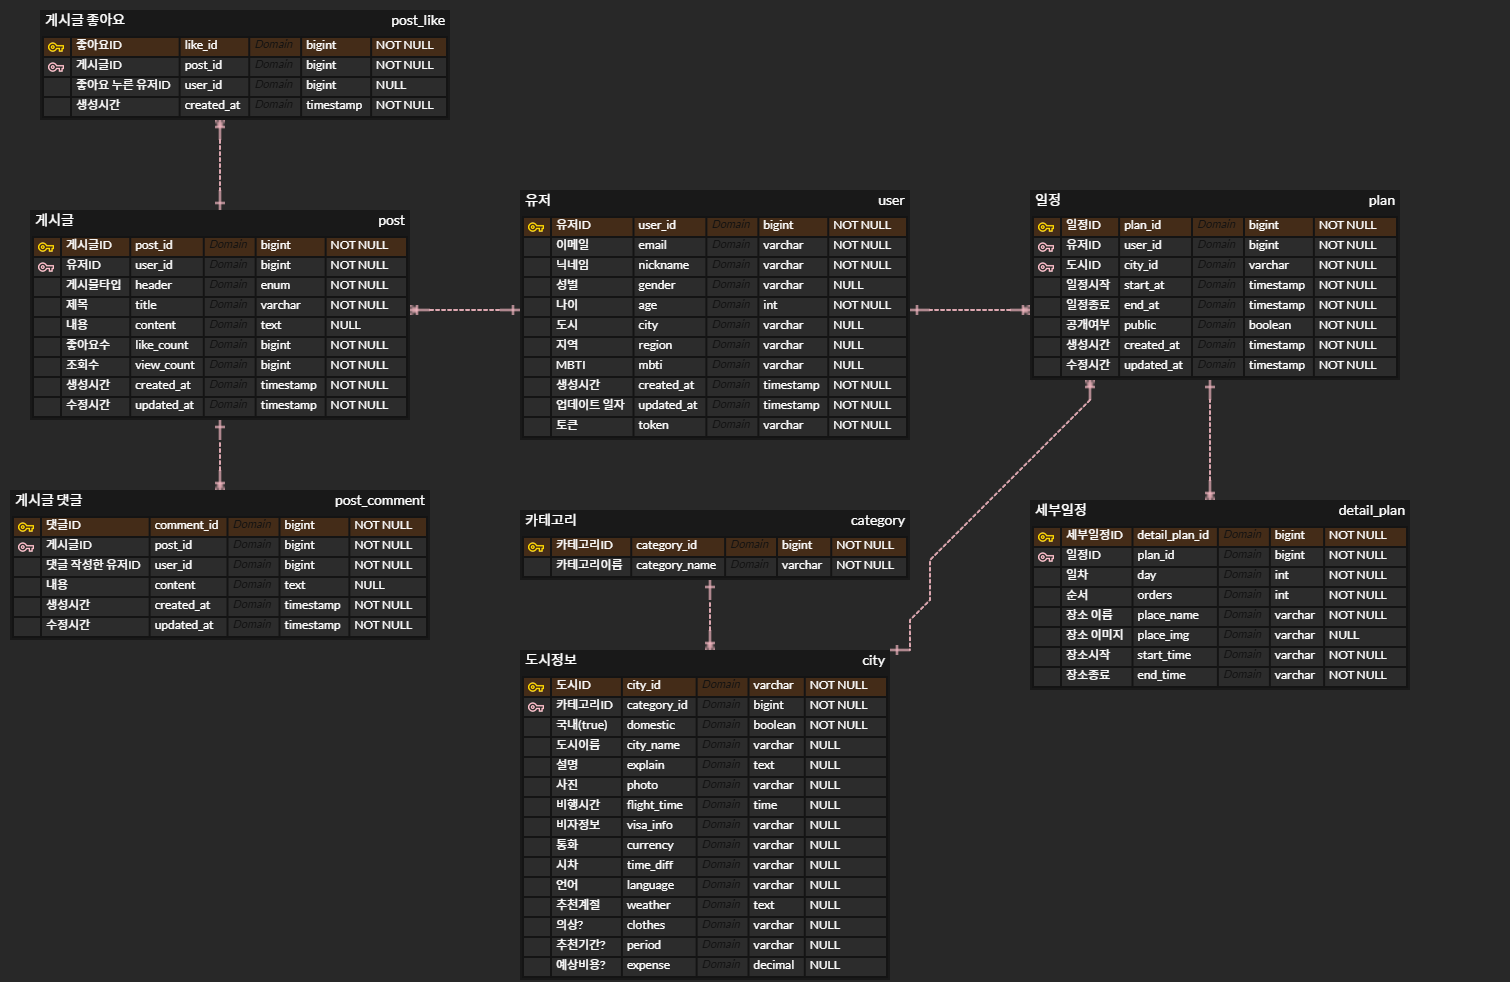 게시글 좋아요 post_like
좋아요ID like_id Domain bigint NOT NULL
게시글ID post_id Domain bigint NOT NULL
좋아요 누른 유저ID user_id Domain bigint NULL
생성시간 created_at Domain timestamp NOT NULL
게시글 post
게시글ID post_id Domain bigint NOT NULL
유저ID user_id Domain bigint NOT NULL
게시물타입 header Domain enum NOT NULL
제목 title Domain varchar NOT NULL
내용 content Domain text NULL
좋아요수 like_count Domain bigint NOT NULL
조회수 view_count Domain bigint NOT NULL
생성시간 created_at Domain timestamp NOT NULL
수정시간 updated_at Domain timestamp NOT NULL
게시글 댓글 post_comment
댓글ID comment_id Domain bigint NOT NULL
게시글ID post_id Domain bigint NOT NULL
댓글 작성한 유저ID user_id Domain bigint NOT NULL
내용 content Domain text NULL
생성시간 created_at Domain timestamp NOT NULL
수정시간 updated_at Domain timestamp NOT NULL
유저 user
유저ID user_id Domain bigint NOT NULL
이메일 email Domain varchar NOT NULL
닉네임 nickname Domain varchar NOT NULL
성별 gender Domain varchar NULL
나이 age Domain int NOT NULL
도시 city Domain varchar NULL
지역 region Domain varchar NULL
MBTI mbti Domain varchar NULL
생성시간 created_at Domain timestamp NOT NULL
업데이트 일자 updated_at Domain timestamp NOT NULL
토큰 token Domain varchar NOT NULL
카테고리 category
카테고리ID category_id Domain bigint NOT NULL
카테고리이름 category_name Domain varchar NOT NULL
도시정보 city
도시ID city_id Domain varchar NOT NULL
카테고리ID category_id Domain bigint NOT NULL
국내(true) domestic Domain boolean NOT NULL
도시이름 city_name Domain varchar NULL
설명 explain Domain text NULL
사진 photo Domain varchar NULL
비행시간 flight_time Domain time NULL
비자정보 visa_info Domain varchar NULL
통화 currency Domain varchar NULL
시차 time_diff Domain varchar NULL
언어 language Domain varchar NULL
추천계절 weather Domain text NULL
의상? clothes Domain varchar NULL
추천기간? period Domain varchar NULL
예상비용? expense Domain decimal NULL
일정 plan
일정ID plan_id Domain bigint NOT NULL
유저ID user_id Domain bigint NOT NULL
도시ID city_id Domain varchar NOT NULL
일정시작 start_at Domain timestamp NOT NULL
일정종료 end_at Domain timestamp NOT NULL
공개여부 public Domain boolean NOT NULL
생성시간 created_at Domain timestamp NOT NULL
수정시간 updated_at Domain timestamp NOT NULL
세부일정 detail_plan
세부일정ID detail_plan_id Domain bigint NOT NULL
일정ID plan_id Domain bigint NOT NULL
일차 day Domain int NOT NULL
순서 orders Domain int NOT NULL
장소 이름 place_name Domain varchar NOT NULL
장소 이미지 place_img Domain varchar NULL
장소시작 start_time Domain varchar NOT NULL
장소종료 end_time Domain varchar NOT NULL